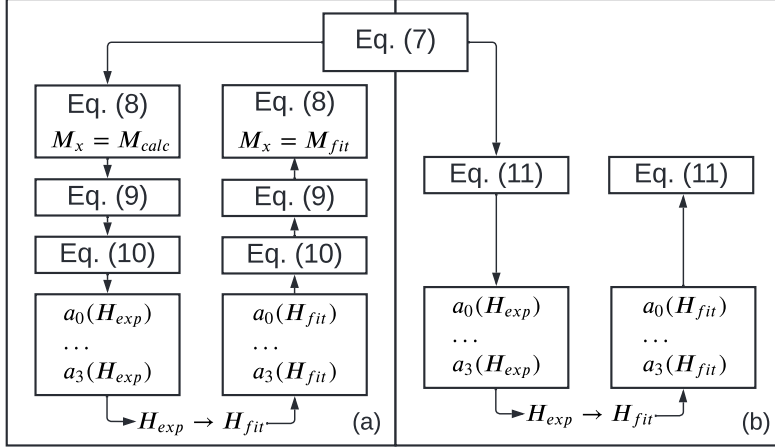 Eq. (7)
Eq. (8)
M_x = M_calc
Eq. (9)
Eq. (10)
a_0(H_exp)
...
a_3(H_exp)
H_exp → H_fit
Eq. (8)
M_x = M_fit
Eq. (9)
Eq. (10)
a_0(H_fit)
...
a_3(H_fit)
(a)
Eq. (11)
a_0(H_exp)
...
a_3(H_exp)
H_exp → H_fit
Eq. (11)
a_0(H_fit)
...
a_3(H_fit)
(b)